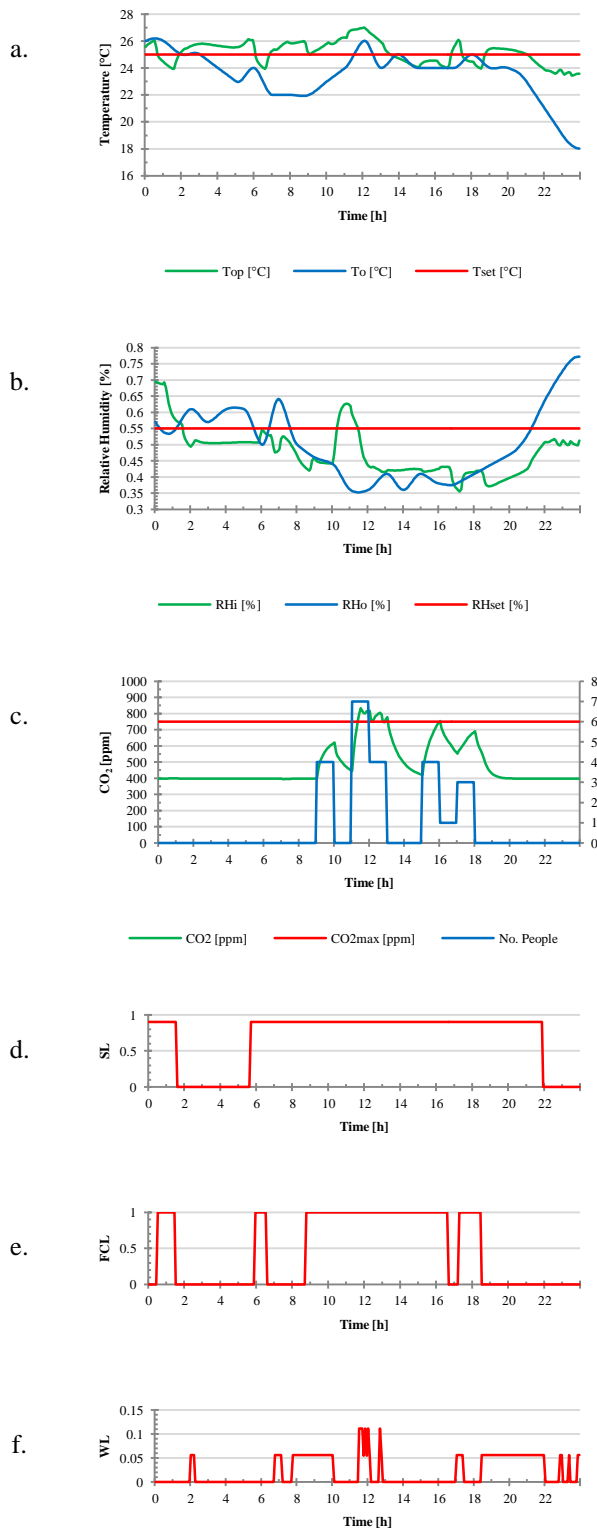 a.
Temperature [°C]
28
26
24
22
20
18
16
0 2 4 6 8 10 12 14 16 18 20 22
Time [h]
Top [°C] To [°C] Tset [°C]
b.
Relative Humidity [%]
0.8
0.75
0.7
0.65
0.6
0.55
0.5
0.45
0.4
0.35
0.3
0 2 4 6 8 10 12 14 16 18 20 22
Time [h]
RHi [%] RHo [%] RHset [%]
c.
CO₂ [ppm]
1000
900
800
700
600
500
400
300
200
100
0
8
7
6
5
4
3
2
1
0
0 2 4 6 8 10 12 14 16 18 20 22
Time [h]
CO2 [ppm] CO2max [ppm] No. People
d.
SL
1
0.5
0
0 2 4 6 8 10 12 14 16 18 20 22
Time [h]
e.
FCL
1
0.5
0
0 2 4 6 8 10 12 14 16 18 20 22
Time [h]
f.
WL
0.15
0.1
0.05
0
0 2 4 6 8 10 12 14 16 18 20 22
Time [h]